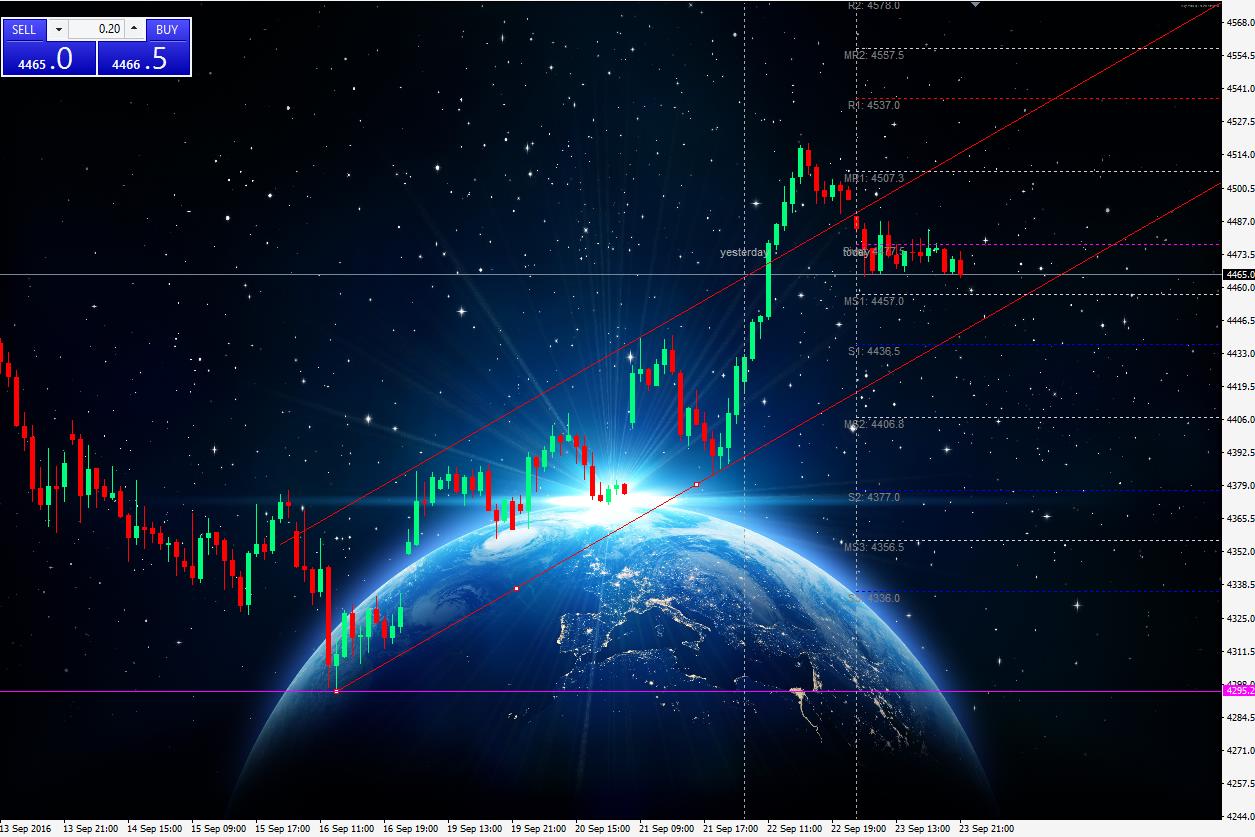 R2: 4578.0
SELL
0.20
BUY
4568.0
4465 .0
4466 .5
MR2: 4557.5
4554.5
4541.0
R1: 4537.0
4527.5
4514.0
MR1: 4507.3
4500.5
4487.0
yesterday
today
4473.5
4465.0
4460.0
MS1: 4457.0
4446.5
S1: 4436.5
4433.0
4419.5
4406.0
MS2: 4406.8
4392.5
4379.0
S2: 4377.0
4365.5
MS3: 4356.5
4352.0
4338.5
S3: 4336.0
4325.0
4311.5
4298.0
4295.2
4284.5
4271.0
4257.5
4244.0
13 Sep 2016
13 Sep 21:00
14 Sep 15:00
15 Sep 09:00
15 Sep 17:00
16 Sep 11:00
16 Sep 19:00
19 Sep 13:00
19 Sep 21:00
20 Sep 15:00
21 Sep 09:00
21 Sep 17:00
22 Sep 11:00
22 Sep 19:00
23 Sep 13:00
23 Sep 21:00